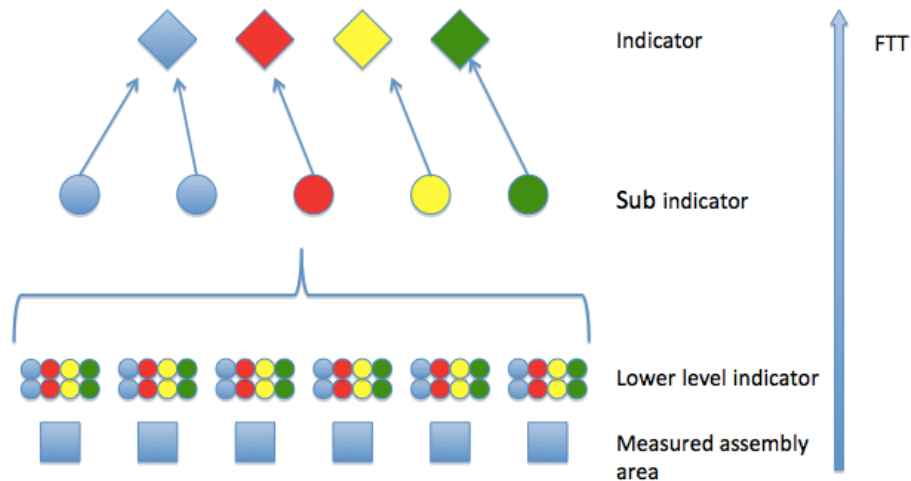 Indicator
FTT
Sub indicator
Lower level indicator
Measured assembly
area